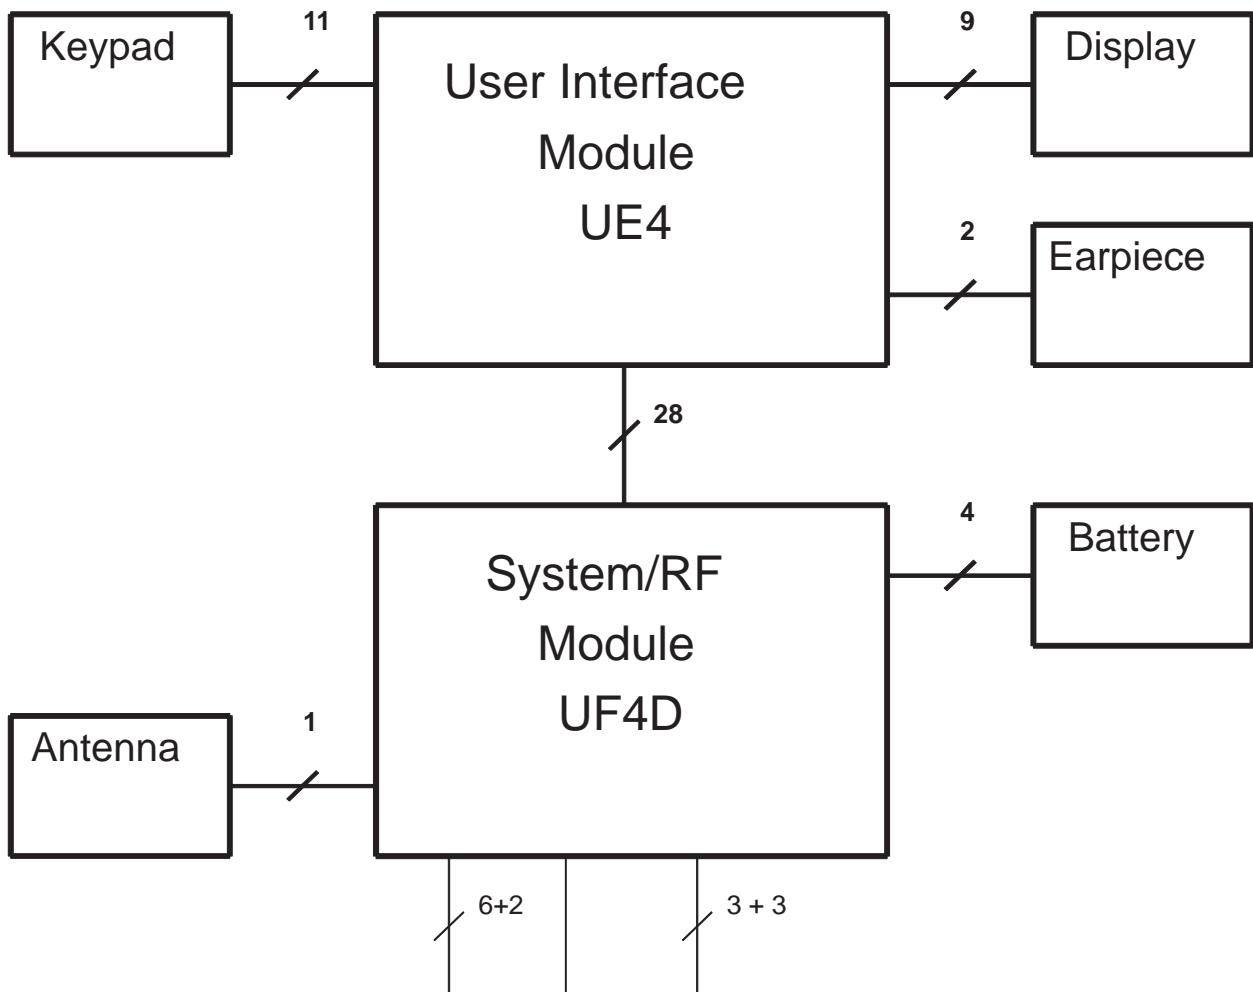 11
9
Keypad
Display
User Interface
Module
UE4
2
Earpiece
28
4
Battery
System/RF
Module
UF4D
1
Antenna
6+2
3 + 3